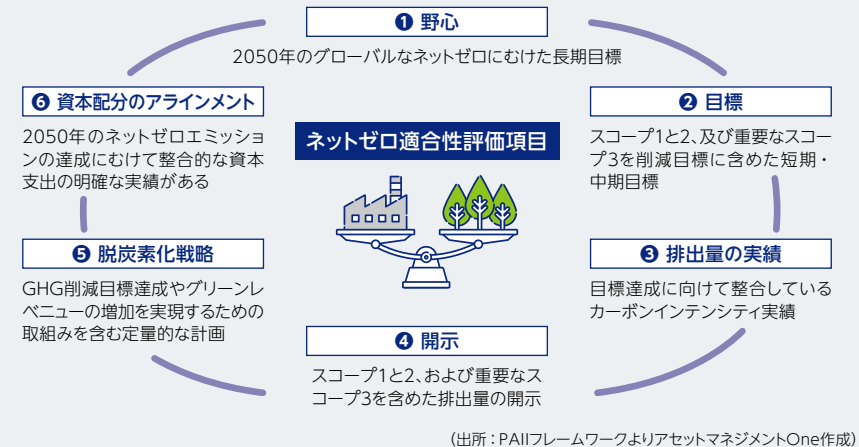 ❶ 野心
2050年のグローバルなネットゼロにむけた長期目標
❷ 目標
スコープ1と2、及び重要なスコー
プ3を削減目標に含めた短期・
中期目標
❸ 排出量の実績
目標達成に向けて整合している
カーボンインテンシティ実績
❹ 開示
スコープ1と2、および重要なス
コープ3を含めた排出量の開示
❺ 脱炭素化戦略
GHG削減目標達成やグリーンレ
ベニューの増加を実現するための
取組みを含む定量的な計画
❻ 資本配分のアラインメント
2050年のネットゼロエミッショ
ンの達成にむけて整合的な資本
支出の明確な実績がある
ネットゼロ適合性評価項目
(出所：PAIIフレームワークよりアセットマネジメントOne作成)